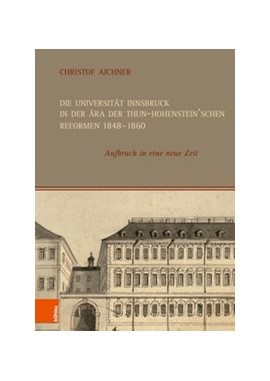 CHRISTOF AICHNER
DIE UNIVERSITÄT INNSBRUCK
IN DER ÄRA DER THUN-HOHENSTEIN'SCHEN
REFORMEN 1848–1860
Aufbruch in eine neue Zeit
böhlau